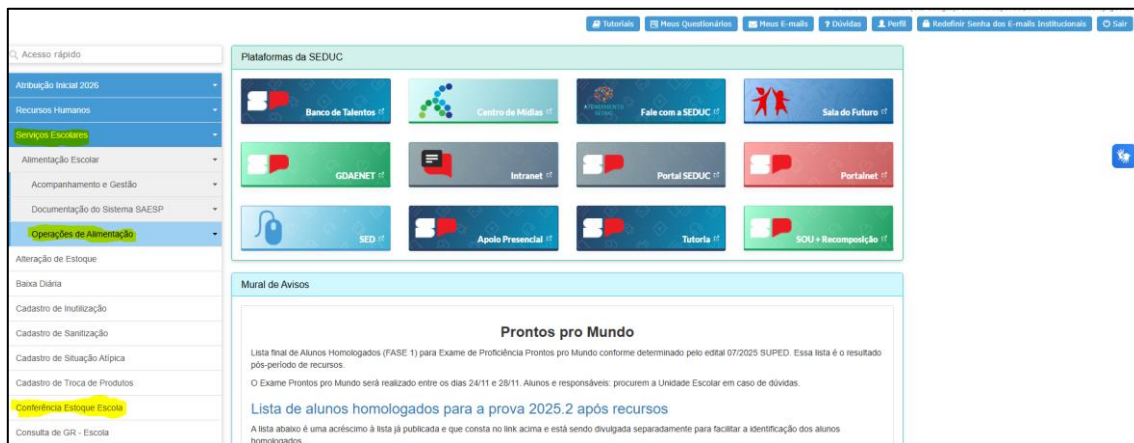 Tutoriais
Meus Questionários
Meus E-mails
? Dúvidas
Perfil
Redefinir Senha dos E-mails Institucionais
Sair
Acesso rápido
Atribuição Inicial 2026
Recursos Humanos
Serviços Escolares
Alimentação Escolar
Acompanhamento e Gestão
Documentação do Sistema SAESP
Operações de Alimentação
Alteração de Estoque
Baixa Diária
Cadastro de Inutilização
Cadastro de Sanitização
Cadastro de Situação Atípica
Cadastro de Troca de Produtos
Conferência Estoque Escola
Consulta de GR - Escola
Plataformas da SEDUC
Banco de Talentos
Centro de Mídias
Fale com a SEDUC
Sala do Futuro
GDAENET
Intranet
Portal SEDUC
Portalnet
SED
Apoio Presencial
Tutoria
SOU + Recomposição
Mural de Avisos
Prontos pro Mundo
Lista final de Alunos Homologados (FASE 1) para Exame de Proficiência Prontos pro Mundo conforme determinado pelo edital 07/2025 SUPED. Essa lista é o resultado
pós-período de recursos.
O Exame Prontos pro Mundo será realizado entre os dias 24/11 e 28/11. Alunos e responsáveis: procurem a Unidade Escolar em caso de dúvidas.
Lista de alunos homologados para a prova 2025.2 após recursos
A lista abaixo é uma acréscimo à lista já publicada e que consta no link acima e está sendo divulgada separadamente para facilitar a identificação dos alunos
homologados